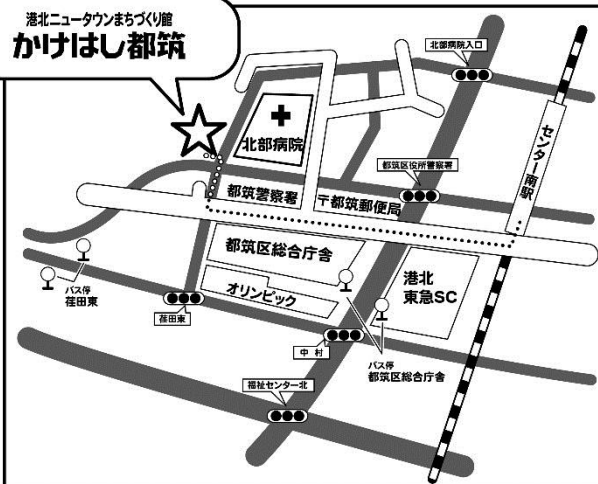 港北ニュータウンまちづくり館
かけはし都筑
北部病院入口
北部病院
センター南駅
都筑区役所警察署
都筑警察署
〒都筑郵便局
都筑区総合庁舎
港北
東急SC
オリンピック
バス停
荏田東
荏田東
中村
バス停
都筑区総合庁舎
福祉センター北